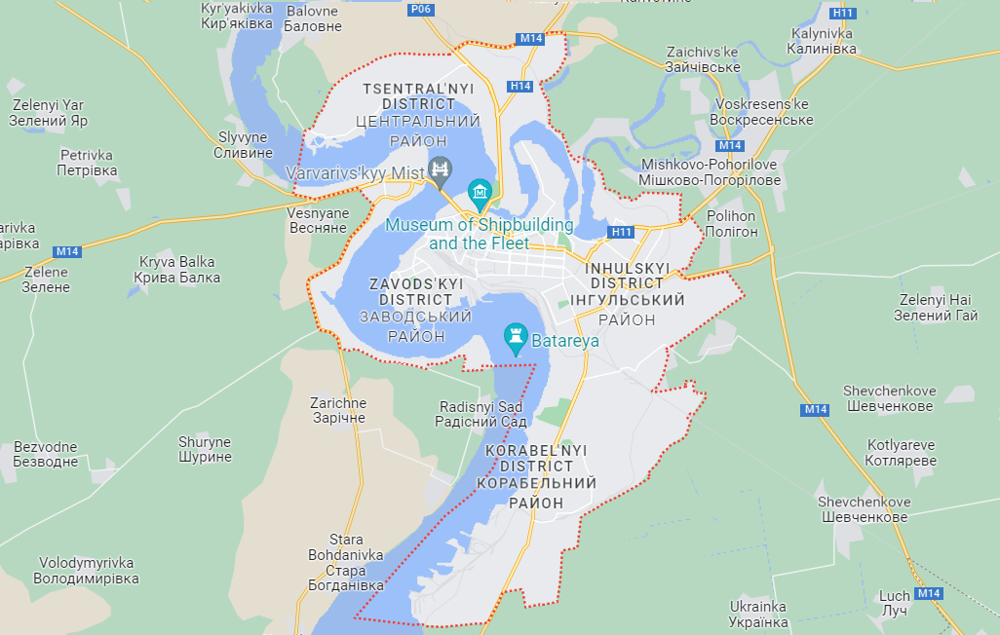 Kyr'yakivka
Кир'яківка
Balovne
Баловне
P06
H11
M14
Kalynivka
Калинівка
Zaichivs'ke
Зайчівське
TSENTRAL'NYI
DISTRICT
ЦЕНТРАЛЬНИЙ
РАЙОН
H14
Zelenyi Yar
Зелений Яр
Voskresens'ke
Воскресенське
Slyvyne
Сливине
M14
Petrivka
Петрівка
Varvarivs'kyy Mist
Mishkovo-Pohorilove
Мішково-Погорілове
Vesnyane
Весняне
Museum of Shipbuilding
and the Fleet
Polihon
Полігон
H11
M14
Kryva Balka
Крива Балка
Zelene
Зелене
INHULSKYI
DISTRICT
ІНГУЛЬСЬКИЙ
РАЙОН
ZAVODS'KYI
DISTRICT
ЗАВОДСЬКИЙ
РАЙОН
Zelenyi Hai
Зелений Гай
Batareya
Zarichne
Зарічне
Radisnyi Sad
Радісний Сад
Shevchenkove
Шевченкове
M14
Bezvodne
Безводне
Shuryne
Шурине
KORABEL'NYI
DISTRICT
КОРАБЕЛЬНИЙ
РАЙОН
Kotlyareve
Котляреве
Shevchenkove
Шевченкове
Stara
Bohdanivka
Стара
Богданівка
Volodymyrivka
Володимирівка
Ukrainka
Українка
Luch
Луч
M14